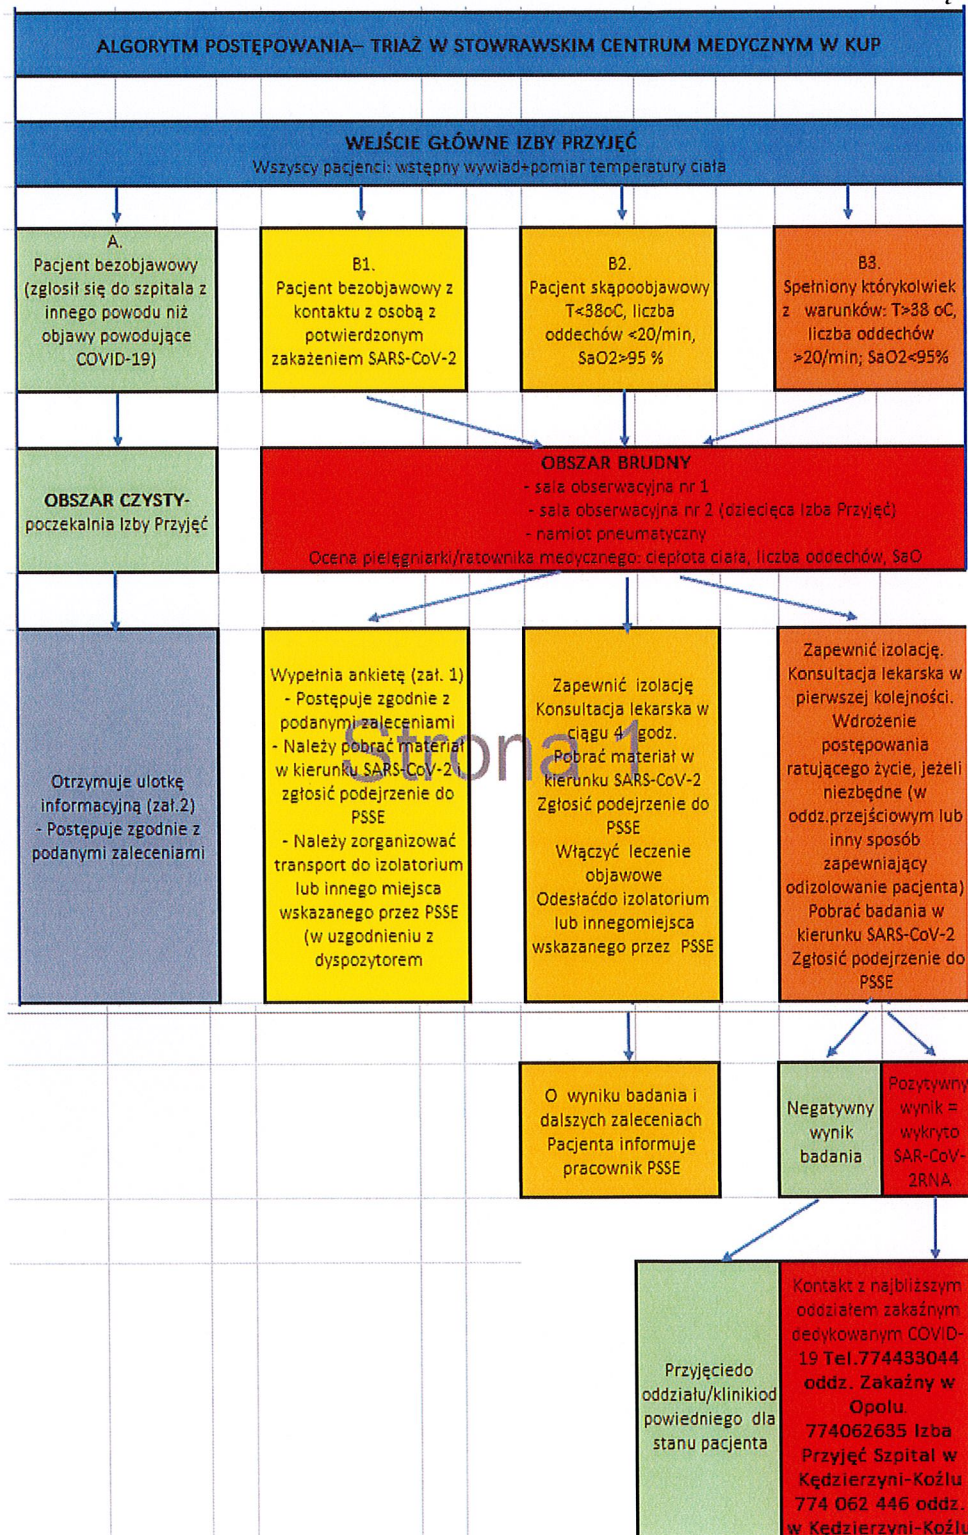 ALGORYTM POSTĘPOWANIA– TRIAŻ W STOWRAWSKIM CENTRUM MEDYCZNYM W KUP
WEJŚCIE GŁÓWNE IZBY PRZYJĘĆ
Wszyscy pacjenci: wstępny wywiad+pomiar temperatury ciała
A.
Pacjent bezobjawowy
(zglosił się do szpitala z
innego powodu niż
objawy powodujące
COVID-19)
B1.
Pacjent bezobjawowy z
kontaktu z osobą z
potwierdzonym
zakażeniem SARS-CoV-2
B2.
Pacjent skąpoobjawowy
T<38oC, liczba
oddechów <20/min,
SaO2>95 %
B3.
Spełniony którykolwiek
z warunków: T>38 oC,
liczba oddechów
>20/min; SaO2<95%
OBSZAR CZYSTY-
poczekalnia Izby Przyjęć
OBSZAR BRUDNY
- sala obserwacyjna nr 1
- sala obserwacyjna nr 2 (dziecięca Izba Przyjęć)
- namiot pneumatyczny
Ocena pielęgniarki/ratownika medycznego: ciepłota ciała, liczba oddechów, SaO
Otrzymuje ulotkę
informacyjną (zał.2)
- Postępuje zgodnie z
podanymi zaleceniami
Wypełnia ankietę (zał. 1)
- Postępuje zgodnie z
podanymi zaleceniami
- Należy pobrać materiał
w kierunku SARS-CoV-2
zgłosić podejrzenie do
PSSE
- Należy zorganizować
transport do izolatorium
lub innego miejsca
wskazanego przez PSSE
(w uzgodnieniu z
dyspozytorem
Zapewnić izolację
Konsultacja lekarska w
ciągu 4 godz.
Pobrać materiał w
kierunku SARS-CoV-2
Zgłosić podejrzenie do
PSSE
Włączyć leczenie
objawowe
Odesłaćdo izolatorium
lub innegomiejsca
wskazanego przez PSSE
Zapewnić izolację.
Konsultacja lekarska w
pierwszej kolejności.
Wdrożenie
postępowania
ratującego życie, jeżeli
niezbędne (w
oddz.przejściowym lub
inny sposób
zapewniający
odizolowanie pacjenta)
Pobrać badania w
kierunku SARS-CoV-2
Zgłosić podejrzenie do
PSSE
Strona 1
O wyniku badania i
dalszych zaleceniach
Pacjenta informuje
pracownik PSSE
Negatywny
wynik
badania
Pozytywny
wynik =
wykryto
SAR-CoV-
2RNA
Przyjęciedo
oddziału/klinikiod
powiedniego dla
stanu pacjenta
Kontakt z najbliższym
oddziałem zakaźnym
dedykowanym COVID-
19 Tel.774433044
oddz. Zakaźny w
Opolu.
774062635 Izba
Przyjęć Szpital w
Kędzierzyni-Koźlu
774 062 446 oddz.
w Kędzierzyni-Koźlu